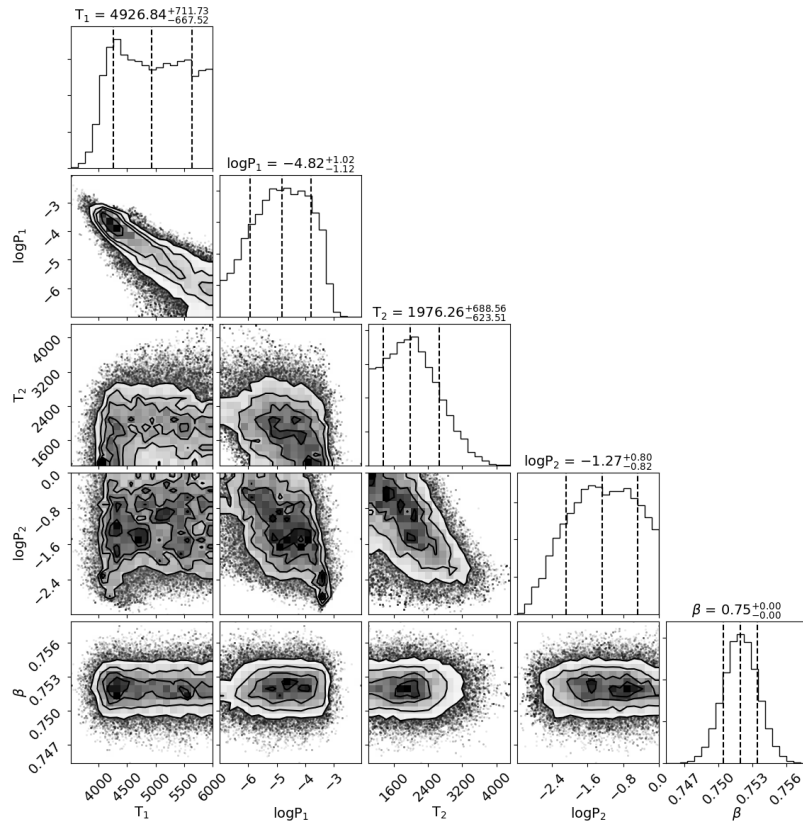 T₁ = 4926.84+711.73−667.52
logP₁ = −4.82+1.02−1.12
−3
−4
−5
−6
logP₁
T₂ = 1976.26+688.56−623.51
4000
3200
2400
1600
T₂
logP₂ = −1.27+0.80−0.82
0.0
−0.8
−1.6
−2.4
logP₂
β = 0.75+0.00−0.00
0.756
0.753
0.750
0.747
β
4000 4500 5000 5500 6000
−6 −5 −4 −3
1600 2400 3200 4000
−2.4 −1.6 −0.8 0.0
0.747 0.750 0.753 0.756
T₁ logP₁ T₂ logP₂ β